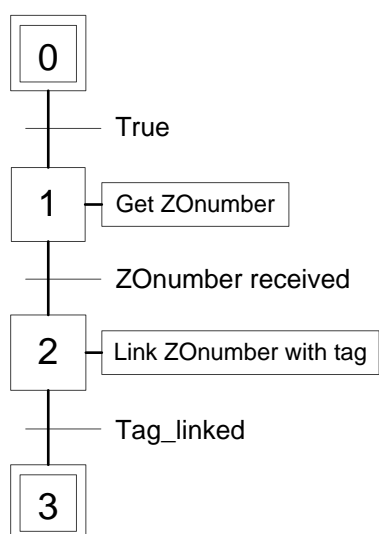 0
True
1
Get ZOnumber
ZOnumber received
2
Link ZOnumber with tag
Tag_linked
3